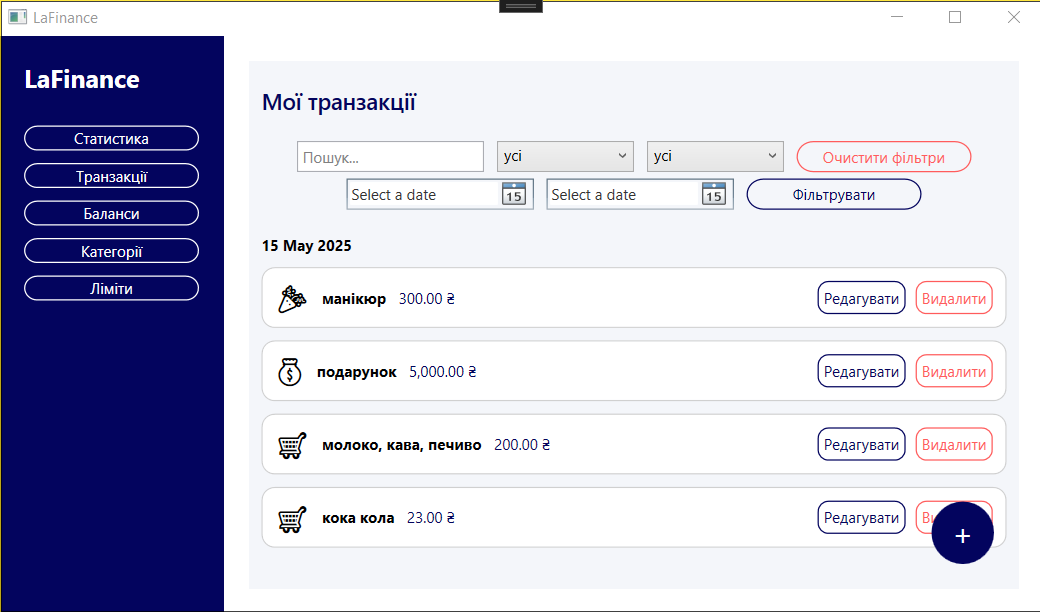 LaFinance
LaFinance
Статистика
Транзакції
Баланси
Категорії
Ліміти
Мої транзакції
Пошук... усі усі Очистити фільтри
Select a date 15 Select a date 15 Фільтрувати
15 May 2025
манікюр 300.00 ₴ Редагувати Видалити
$ подарунок 5,000.00 ₴ Редагувати Видалити
молоко, кава, печиво 200.00 ₴ Редагувати Видалити
кока кола 23.00 ₴ Редагувати
+